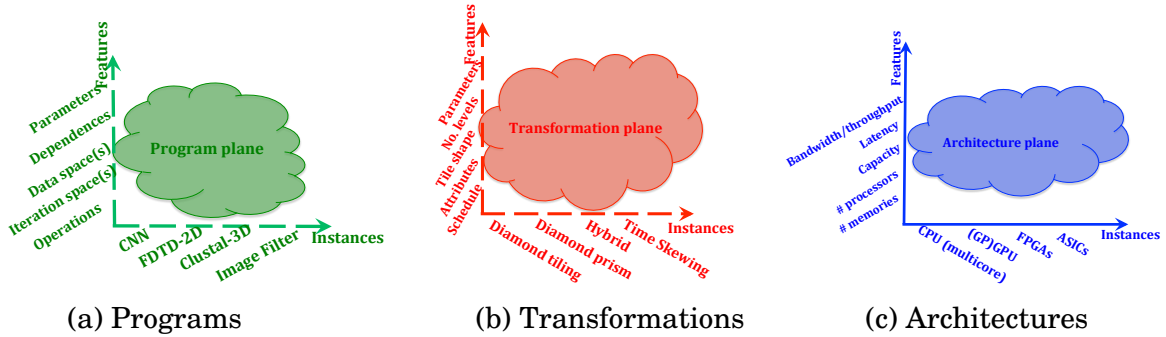 Features
Parameters
Dependences
Data space(s)
Iteration space(s)
Operations
Program plane
Instances
CNN
FDTD-2D
Clustal-3D
Image Filter
(a) Programs
Features
Parameters
No. levels
Tile shape
Attributes
Schedule
Transformation plane
Instances
Diamond tiling
Diamond prism
Hybrid
Time Skewing
(b) Transformations
Features
Bandwidth/throughput
Latency
Capacity
# processors
# memories
Architecture plane
Instances
CPU (multicore)
(GP)GPU
FPGAs
ASICs
(c) Architectures